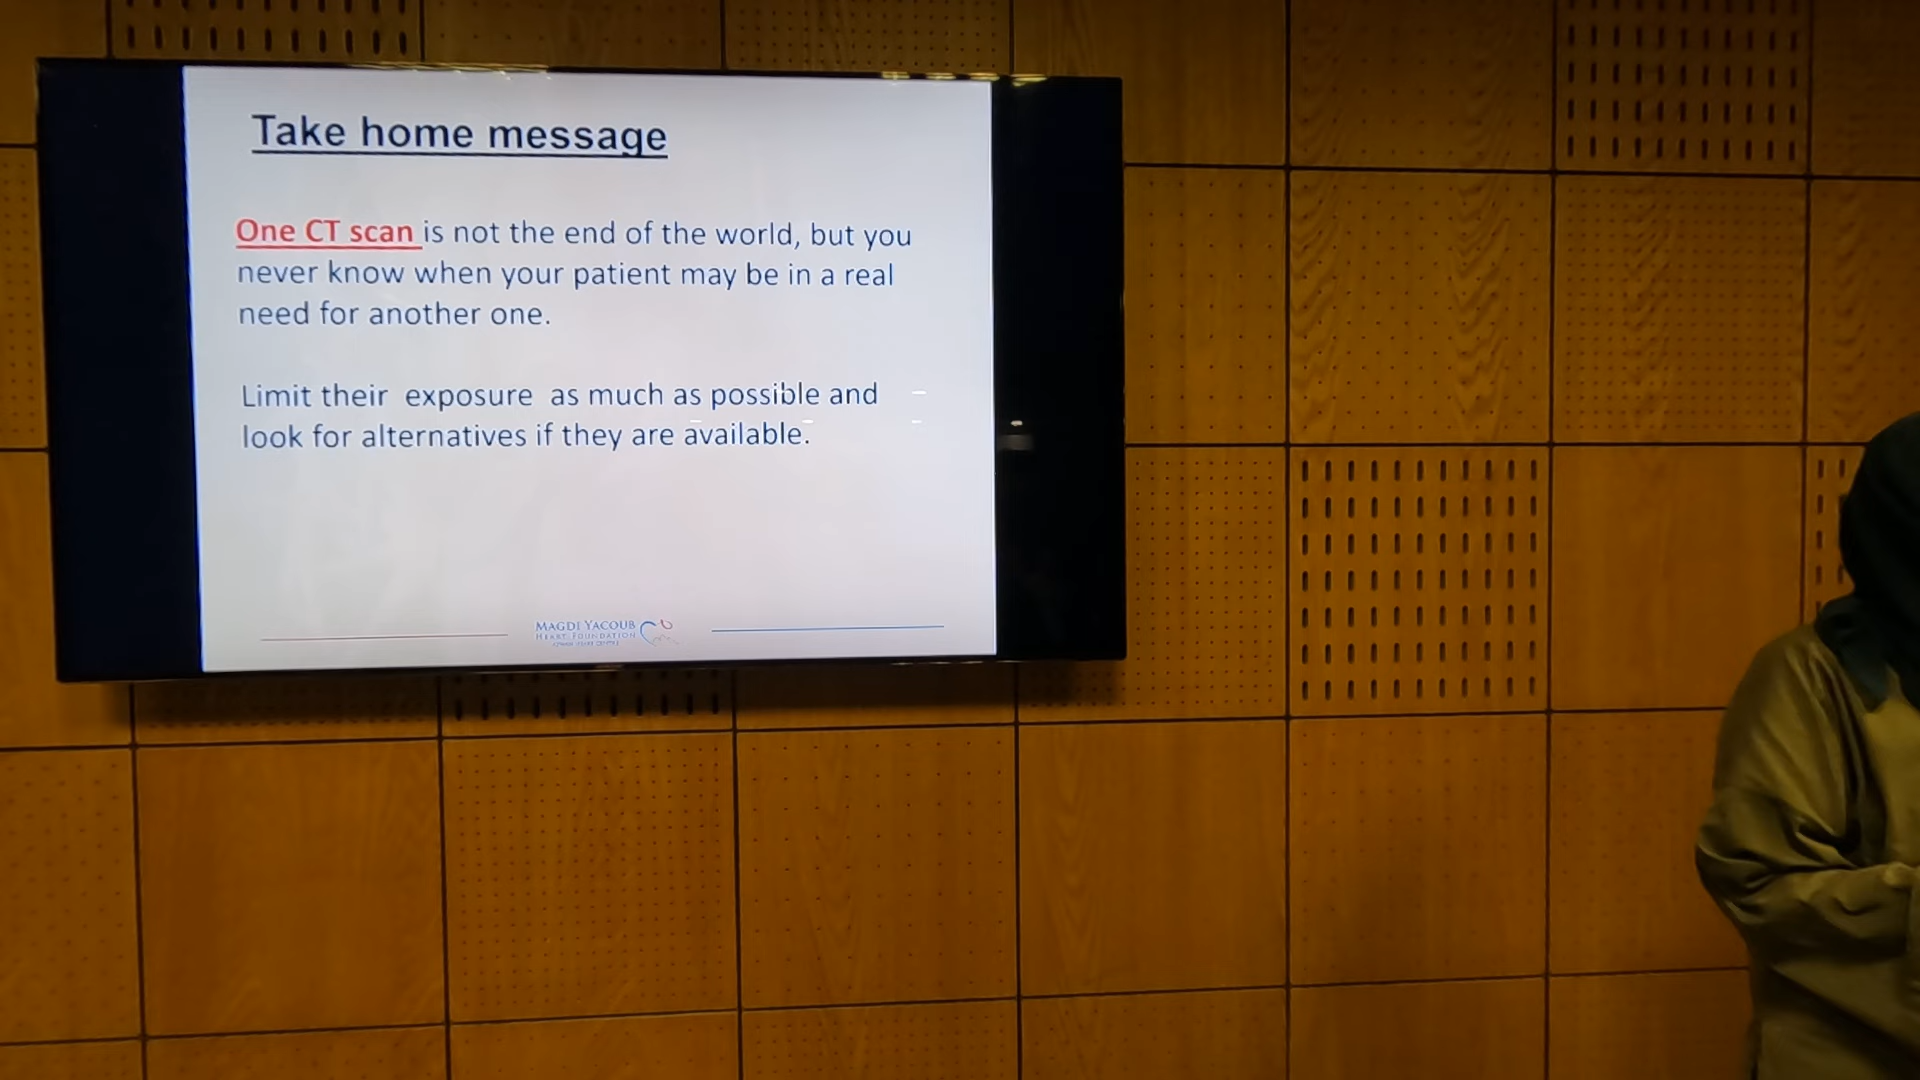 Take home message
One CT scan is not the end of the world, but you
never know when your patient may be in a real
need for another one.
Limit their exposure as much as possible and
look for alternatives if they are available.
MAGDI YACOUB
HEART FOUNDATION